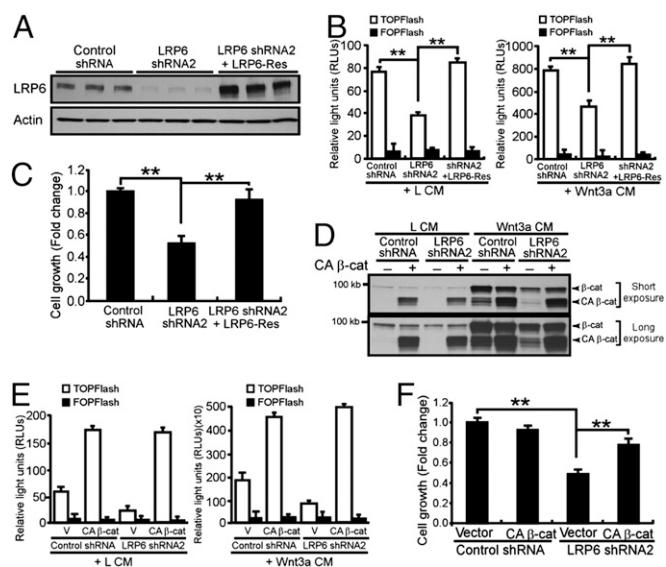 A
Control shRNA
LRP6 shRNA2
LRP6 shRNA2 + LRP6-Res
LRP6
Actin
B
TOPFlash
FOPFlash
Relative light units (RLUs)
80
60
40
20
0
**
**
Control shRNA
LRP6 shRNA2
shRNA2 +LRP6-Res
+ L CM
TOPFlash
FOPFlash
Relative light units (RLUs)
1000
800
600
400
200
0
**
**
Control shRNA
LRP6 shRNA2
shRNA2 +LRP6-Res
+ Wnt3a CM
C
Cell growth (Fold change)
1.2
1.0
0.8
0.6
0.4
0.2
0.0
**
**
Control shRNA
LRP6 shRNA2
LRP6 shRNA2 + LRP6-Res
D
L CM
Wnt3a CM
Control shRNA
LRP6 shRNA2
Control shRNA
LRP6 shRNA2
CA β-cat
– + – + – + – +
100 kb
β-cat
CA β-cat
Short exposure
100 kb
β-cat
CA β-cat
Long exposure
E
TOPFlash
FOPFlash
Relative light units (RLUs)
200
150
100
50
0
V CA β-cat V CA β-cat
Control shRNA LRP6 shRNA2
+ L CM
TOPFlash
FOPFlash
Relative light units (RLUs)(x10)
500
400
300
200
100
0
V CA β-cat V CA β-cat
Control shRNA LRP6 shRNA2
+ Wnt3a CM
F
Cell growth (Fold change)
1.2
1.0
0.8
0.6
0.4
0.2
0.0
**
**
Vector CA β-cat Vector CA β-cat
Control shRNA LRP6 shRNA2